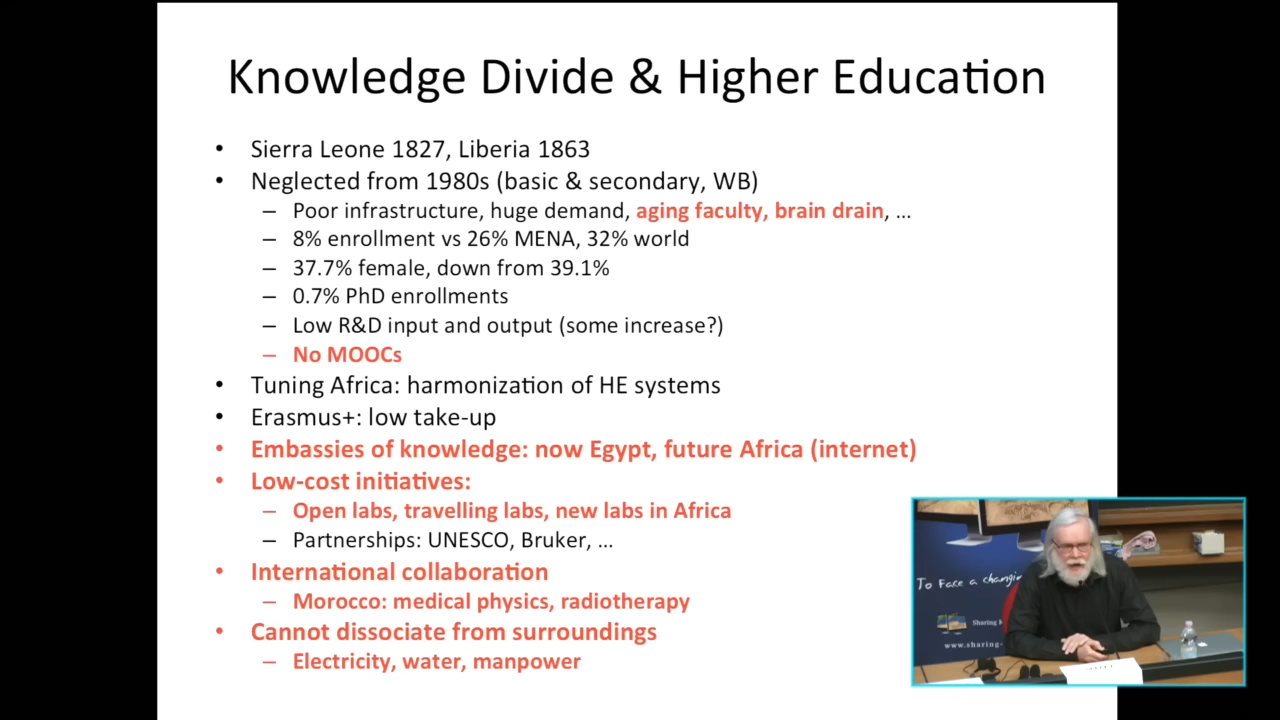 Knowledge Divide & Higher Education
• Sierra Leone 1827, Liberia 1863
• Neglected from 1980s (basic & secondary, WB)
– Poor infrastructure, huge demand, aging faculty, brain drain, ...
– 8% enrollment vs 26% MENA, 32% world
– 37.7% female, down from 39.1%
– 0.7% PhD enrollments
– Low R&D input and output (some increase?)
– No MOOCs
• Tuning Africa: harmonization of HE systems
• Erasmus+: low take-up
• Embassies of knowledge: now Egypt, future Africa (internet)
• Low-cost initiatives:
– Open labs, travelling labs, new labs in Africa
– Partnerships: UNESCO, Bruker, ...
• International collaboration
– Morocco: medical physics, radiotherapy
• Cannot dissociate from surroundings
– Electricity, water, manpower
To Face a changin
Sharing
www.sharing-